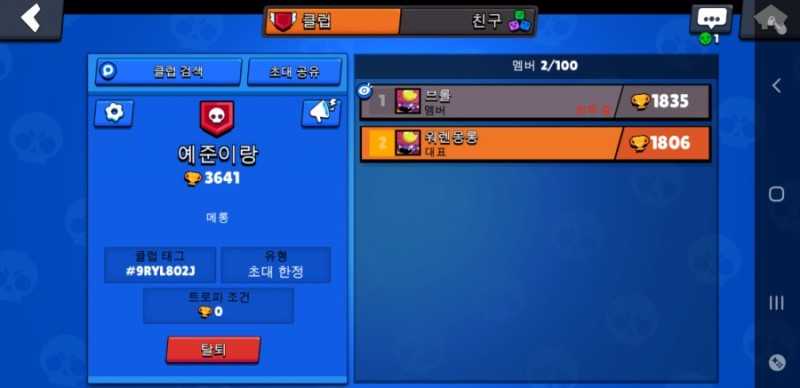 클럽
친구
1
클럽 검색
초대 공유
예준이랑
3641
메롱
클럽 태그
#9RYL802J
유형
초대 한정
트로피 조건
0
탈퇴
멤버 2/100
1
브롤
멤버
1835
2
워렌몽롱
대표
1806